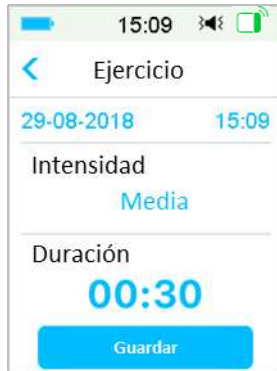 15:09
Ejercicio
29-08-2018 15:09
Intensidad
Media
Duración
00:30
Guardar